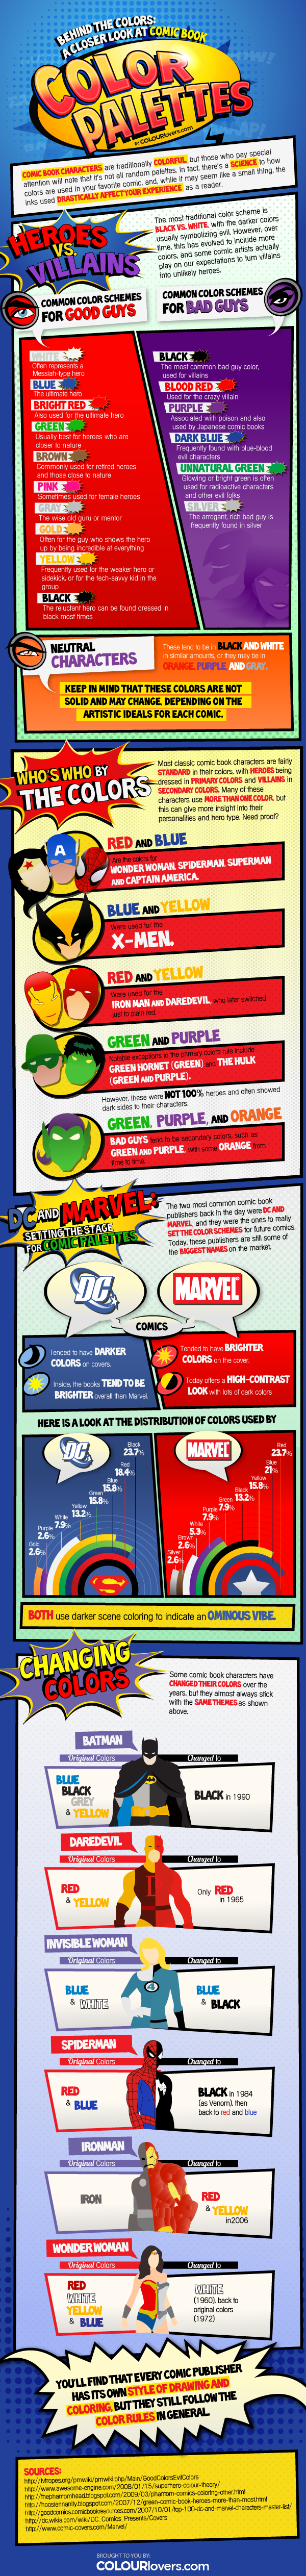 BEHIND THE COLORS:
A CLOSER LOOK AT COMIC BOOK
COLOR
PALETTES
BY COLOURlovers.com
COMIC BOOK CHARACTERS are traditionally COLORFUL, but those who pay special
attention will note that it's not all random palettes. In fact, there's a SCIENCE to how
colors are used in your favorite comic, and, while it may seem like a small thing, the
inks used DRASTICALLY AFFECT YOUR EXPERIENCE as a reader.
HEROES
VS.
VILLAINS
The most traditional color scheme is
BLACK VS. WHITE, with the darker colors
usually symbolizing evil. However, over
time, this has evolved to include more
colors, and some comic artists actually
play on our expectations to turn villains
into unlikely heroes.
COMMON COLOR SCHEMES
FOR GOOD GUYS
WHITE
Often represents a
Messiah-type hero
BLUE
The ultimate hero
BRIGHT RED
Also used for the ultimate hero
GREEN
Usually best for heroes who are
closer to nature
BROWN
Commonly used for retired heroes
and those close to nature
PINK
Sometimes used for female heroes
GRAY
The wise old guru or mentor
GOLD
Often for the guy who shows the hero
up by being incredible at everything
YELLOW
Frequently used for the weaker hero or
sidekick, or for the tech-savvy kid in the
group
BLACK
The reluctant hero can be found dressed in
black most times
COMMON COLOR SCHEMES
FOR BAD GUYS
BLACK
The most common bad guy color,
used for villains
BLOOD RED
Used for the crazy villain
PURPLE
Associated with poison and also
used by Japanese comic books
DARK BLUE
Frequently found with blue-blood
evil characters
UNNATURAL GREEN
Glowing or bright green is often
used for radioactive characters
and other evil folks
SILVER
The arrogant, rich bad guy is
frequently found in silver
NEUTRAL
CHARACTERS
These tend to be in BLACK AND WHITE
in similar amounts, or they may be in
ORANGE, PURPLE, AND GRAY.
KEEP IN MIND THAT THESE COLORS ARE NOT
SOLID AND MAY CHANGE, DEPENDING ON THE
ARTISTIC IDEALS FOR EACH COMIC.
WHO'S WHO BY
THE COLORS
Most classic comic book characters are fairly
STANDARD in their colors, with HEROES being
dressed in PRIMARY COLORS and VILLAINS IN
SECONDARY COLORS. Many of these
characters use MORE THAN ONE COLOR, but
this can give more insight into their
personalities and hero type. Need proof?
A
RED AND BLUE
Are the colors for
WONDER WOMAN, SPIDERMAN, SUPERMAN
AND CAPTAIN AMERICA.
BLUE AND YELLOW
Were used for the
X-MEN.
RED AND YELLOW
Were used for the
IRON MAN AND DAREDEVIL, who later switched
just to plain red.
GREEN AND PURPLE
Notable exceptions to the primary colors rule include
GREEN HORNET (GREEN) and THE HULK
(GREEN AND PURPLE).
However, these were NOT 100% heroes and often showed
dark sides to their characters.
GREEN, PURPLE, AND ORANGE
BAD GUYS tend to be secondary colors, such as
GREEN AND PURPLE, with some ORANGE from
time to time.
DC AND MARVEL:
SETTING THE STAGE
FOR COMIC PALETTES
The two most common comic book
publishers back in the day were DC AND
MARVEL, and they were the ones to really
SET THE COLOR SCHEMES for future comics.
Today, these publishers are still some of
the BIGGEST NAMES on the market.
DC
MARVEL
COMICS
Tended to have DARKER
COLORS on covers.
Inside, the books TEND TO BE
BRIGHTER overall than Marvel.
Tended to have BRIGHTER
COLORS on the cover.
Today offers a HIGH-CONTRAST
LOOK with lots of dark colors
HERE IS A LOOK AT THE DISTRIBUTION OF COLORS USED BY
DC
Black
23.7%
Red
18.4%
Blue
15.8%
Green
15.8%
Yellow
13.2%
White
7.9%
Purple
2.6%
Gold
2.6%
S
MARVEL
Red
23.7%
Blue
21%
Yellow
15.8%
Black
13.2%
Green
7.9%
Purple
7.9%
White
5.3%
Brown
2.6%
Silver
2.6%
BOTH use darker scene coloring to indicate an OMINOUS VIBE.
CHANGING
COLORS
Some comic book characters have
CHANGED THEIR COLORS over the
years, but they almost always stick
with the SAME THEMES as shown
above.
BATMAN
Original Colors
Changed to
BLUE
BLACK
GREY
& YELLOW
BLACK in 1990
DAREDEVIL
Original Colors
Changed to
RED
& YELLOW
Only RED
in 1965
INVISIBLE WOMAN
Original Colors
Changed to
BLUE
& WHITE
4
BLUE
& BLACK
SPIDERMAN
Original Colors
Changed to
RED
& BLUE
BLACK in 1984
(as Venom), then
back to red and blue
IRONMAN
Original Colors
Changed to
IRON
RED
& YELLOW
in2006
WONDER WOMAN
Original Colors
Changed to
RED
WHITE
YELLOW
& BLUE
WHITE
(1960), back to
original colors
(1972)
YOU'LL FIND THAT EVERY COMIC PUBLISHER
HAS ITS OWN STYLE OF DRAWING AND
COLORING, BUT THEY STILL FOLLOW THE
COLOR RULES IN GENERAL.
SOURCES:
http://tvtropes.org/pmwiki/pmwiki.php/Main/GoodColorsEvilColors
http://www.awesome-engine.com/2008/01/15/superhero-colour-theory/
http://thephantomhead.blogspot.com/2009/03/phantom-comics-coloring-other.html
http://hoosierinanity.blogspot.com/2007/12/green-comic-book-heroes-more-than-most.html
http://goodcomics.comicbookresources.com/2007/10/01/top-100-dc-and-marvel-characters-master-list/
http://dc.wikia.com/wiki/DC_Comics_Presents/Covers
http://www.comic-covers.com/Marvel/
BROUGHT TO YOU BY:
COLOURlovers.com